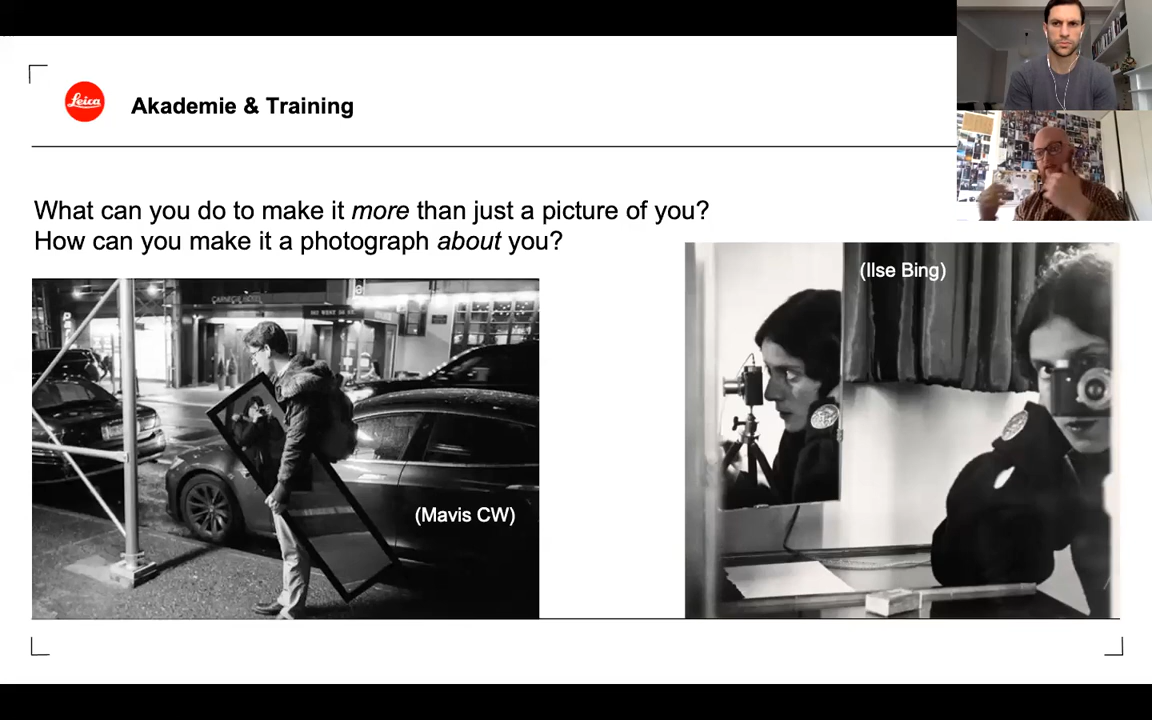 Leica
Akademie & Training
What can you do to make it more than just a picture of you?
How can you make it a photograph about you?
CARNEGIE HOTEL
(Mavis CW)
(Ilse Bing)